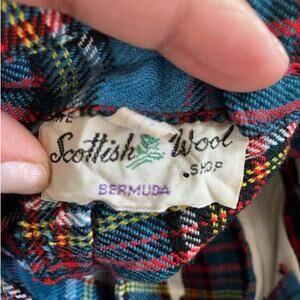 THE
Scottish Wool
SHOP
BERMUDA